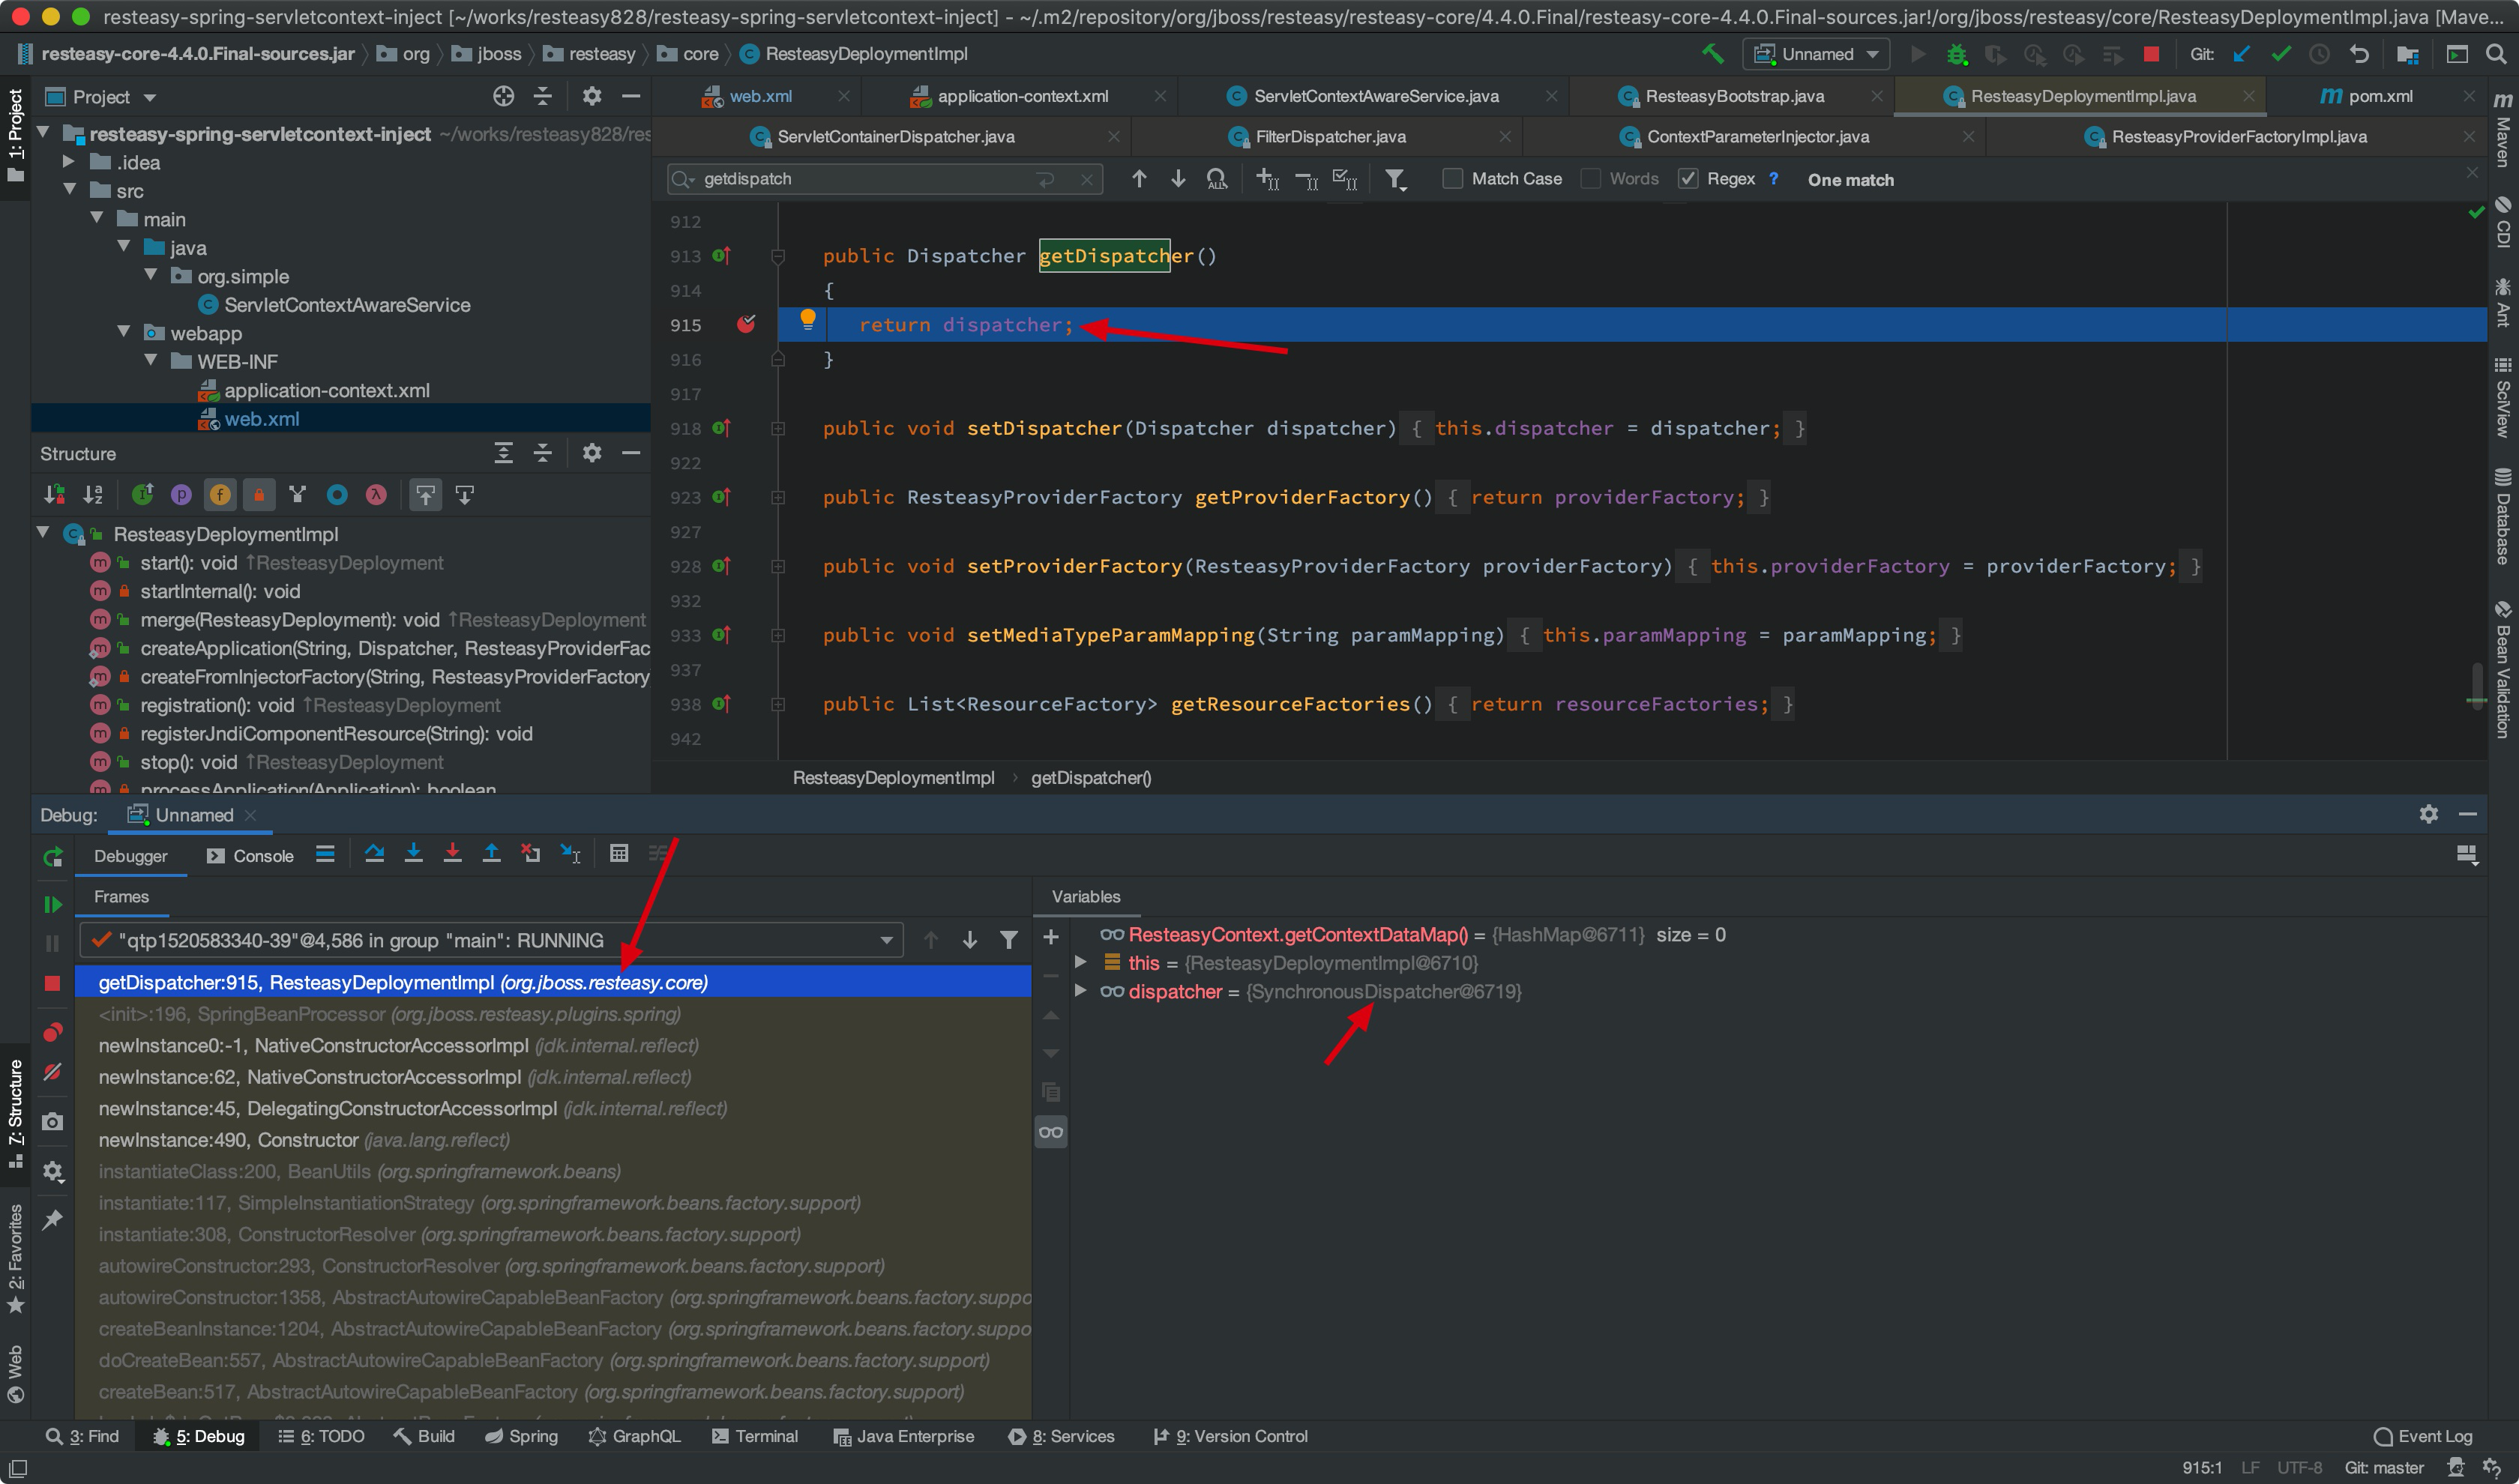 resteasy-spring-servletcontext-inject [~/works/resteasy828/resteasy-spring-servletcontext-inject] - ~/.m2/repository/org/jboss/resteasy/resteasy-core/4.4.0.Final/resteasy-core-4.4.0.Final-sources.jar!/org/jboss/resteasy/core/ResteasyDeploymentImpl.java [Mave...
resteasy-core-4.4.0.Final-sources.jar org jboss resteasy core ResteasyDeploymentImpl Unnamed Git:
1: Project
Project
web.xml application-context.xml ServletContextAwareService.java ResteasyBootstrap.java ResteasyDeploymentImpl.java pom.xml
ServletContainerDispatcher.java FilterDispatcher.java ContextParameterInjector.java ResteasyProviderFactoryImpl.java
resteasy-spring-servletcontext-inject ~/works/resteasy828/res
.idea
src
main
java
org.simple
ServletContextAwareService
webapp
WEB-INF
application-context.xml
web.xml
getdispatch Match Case Words Regex ? One match
912
913 public Dispatcher getDispatcher()
914 {
915 return dispatcher;
916 }
917
918 public void setDispatcher(Dispatcher dispatcher) { this.dispatcher = dispatcher; }
922
923 public ResteasyProviderFactory getProviderFactory() { return providerFactory; }
927
928 public void setProviderFactory(ResteasyProviderFactory providerFactory) { this.providerFactory = providerFactory; }
932
933 public void setMediaTypeParamMapping(String paramMapping) { this.paramMapping = paramMapping; }
937
938 public List<ResourceFactory> getResourceFactories() { return resourceFactories; }
942
ResteasyDeploymentImpl › getDispatcher()
Maven
CDI
Ant
SciView
Database
Bean Validation
Structure
ResteasyDeploymentImpl
start(): void ↑ResteasyDeployment
startInternal(): void
merge(ResteasyDeployment): void ↑ResteasyDeployment
createApplication(String, Dispatcher, ResteasyProviderFac
createFromInjectorFactory(String, ResteasyProviderFactory
registration(): void ↑ResteasyDeployment
registerJndiComponentResource(String): void
stop(): void ↑ResteasyDeployment
processApplication(Application): boolean
Debug: Unnamed
Debugger Console
Frames
"qtp1520583340-39"@4,586 in group "main": RUNNING
getDispatcher:915, ResteasyDeploymentImpl (org.jboss.resteasy.core)
<init>:196, SpringBeanProcessor (org.jboss.resteasy.plugins.spring)
newInstance0:-1, NativeConstructorAccessorImpl (jdk.internal.reflect)
newInstance:62, NativeConstructorAccessorImpl (jdk.internal.reflect)
newInstance:45, DelegatingConstructorAccessorImpl (jdk.internal.reflect)
newInstance:490, Constructor (java.lang.reflect)
instantiateClass:200, BeanUtils (org.springframework.beans)
instantiate:117, SimpleInstantiationStrategy (org.springframework.beans.factory.support)
instantiate:308, ConstructorResolver (org.springframework.beans.factory.support)
autowireConstructor:293, ConstructorResolver (org.springframework.beans.factory.support)
autowireConstructor:1358, AbstractAutowireCapableBeanFactory (org.springframework.beans.factory.suppo
createBeanInstance:1204, AbstractAutowireCapableBeanFactory (org.springframework.beans.factory.suppo
doCreateBean:557, AbstractAutowireCapableBeanFactory (org.springframework.beans.factory.support)
createBean:517, AbstractAutowireCapableBeanFactory (org.springframework.beans.factory.support)
Variables
ResteasyContext.getContextDataMap() = {HashMap@6711} size = 0
this = {ResteasyDeploymentImpl@6710}
dispatcher = {SynchronousDispatcher@6719}
7: Structure
2: Favorites
Web
3: Find 5: Debug 6: TODO Build Spring GraphQL Terminal Java Enterprise 8: Services 9: Version Control Event Log
915:1 LF UTF-8 Git: master